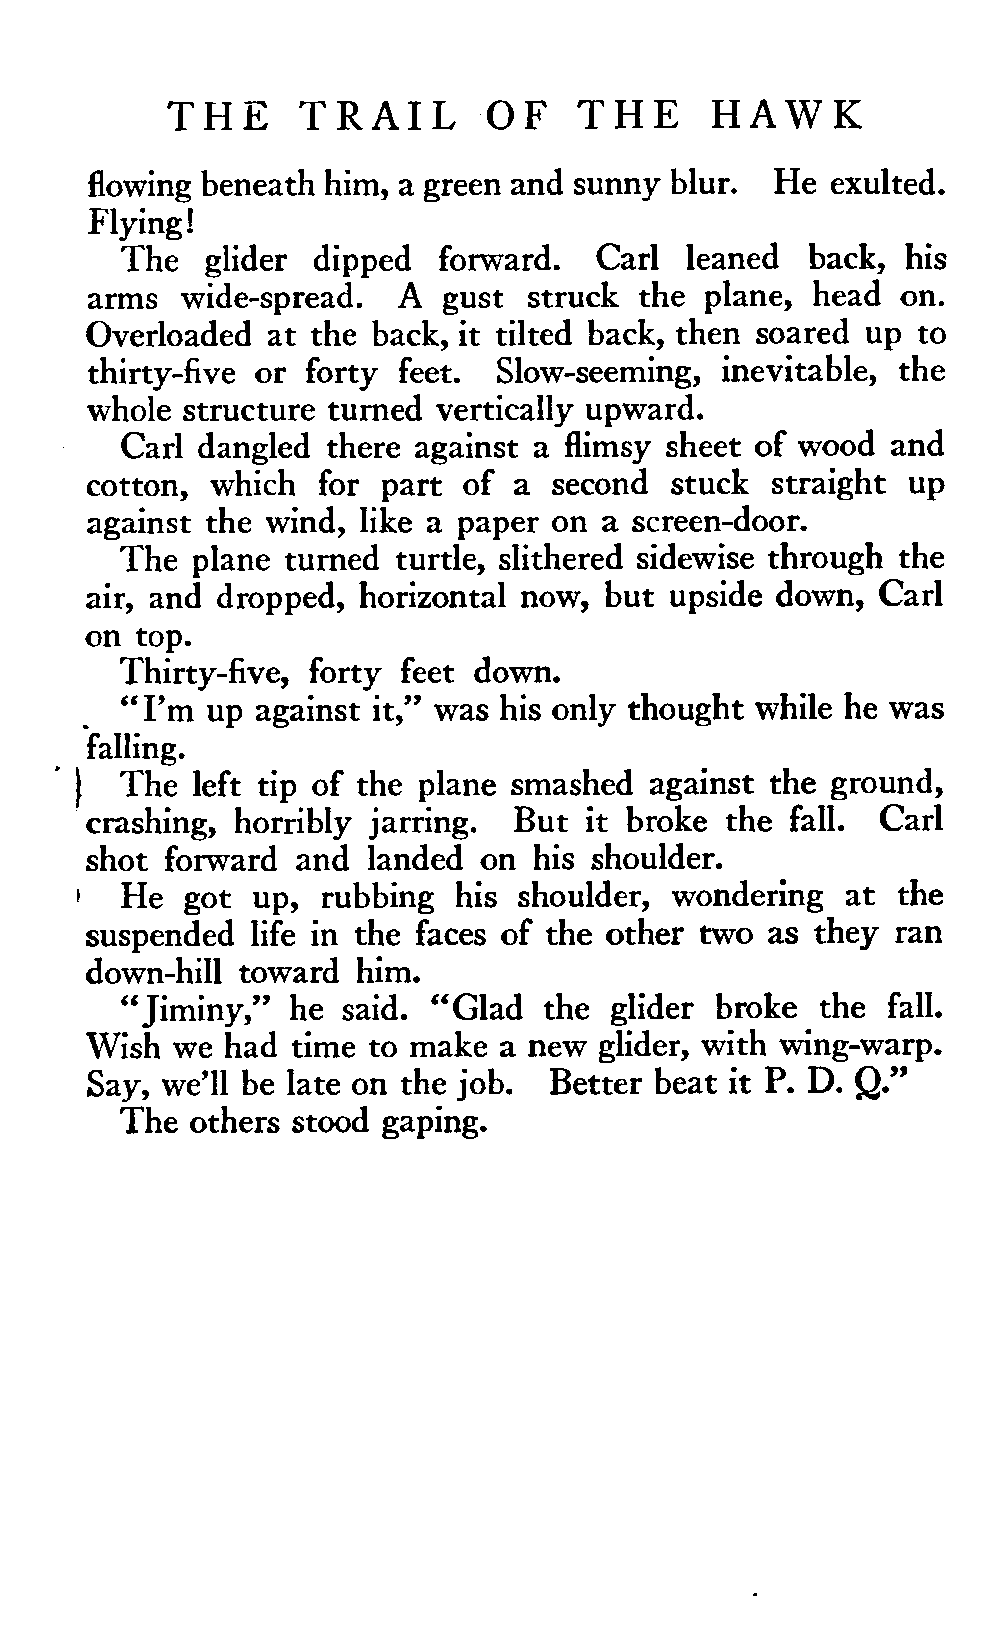 THE TRAIL OF THE HAWK
flowing beneath him, a green and sunny blur. He exulted.
Flying!
The glider dipped forward. Carl leaned back, his
arms wide-spread. A gust struck the plane, head on.
Overloaded at the back, it tilted back, then soared up to
thirty-five or forty feet. Slow-seeming, inevitable, the
whole structure turned vertically upward.
Carl dangled there against a flimsy sheet of wood and
cotton, which for part of a second stuck straight up
against the wind, like a paper on a screen-door.
The plane turned turtle, slithered sidewise through the
air, and dropped, horizontal now, but upside down, Carl
on top.
Thirty-five, forty feet down.
“I’m up against it,” was his only thought while he was
falling.
The left tip of the plane smashed against the ground,
crashing, horribly jarring. But it broke the fall. Carl
shot forward and landed on his shoulder.
He got up, rubbing his shoulder, wondering at the
suspended life in the faces of the other two as they ran
down-hill toward him.
“Jiminy,” he said. “Glad the glider broke the fall.
Wish we had time to make a new glider, with wing-warp.
Say, we’ll be late on the job. Better beat it P. D. Q.”
The others stood gaping.